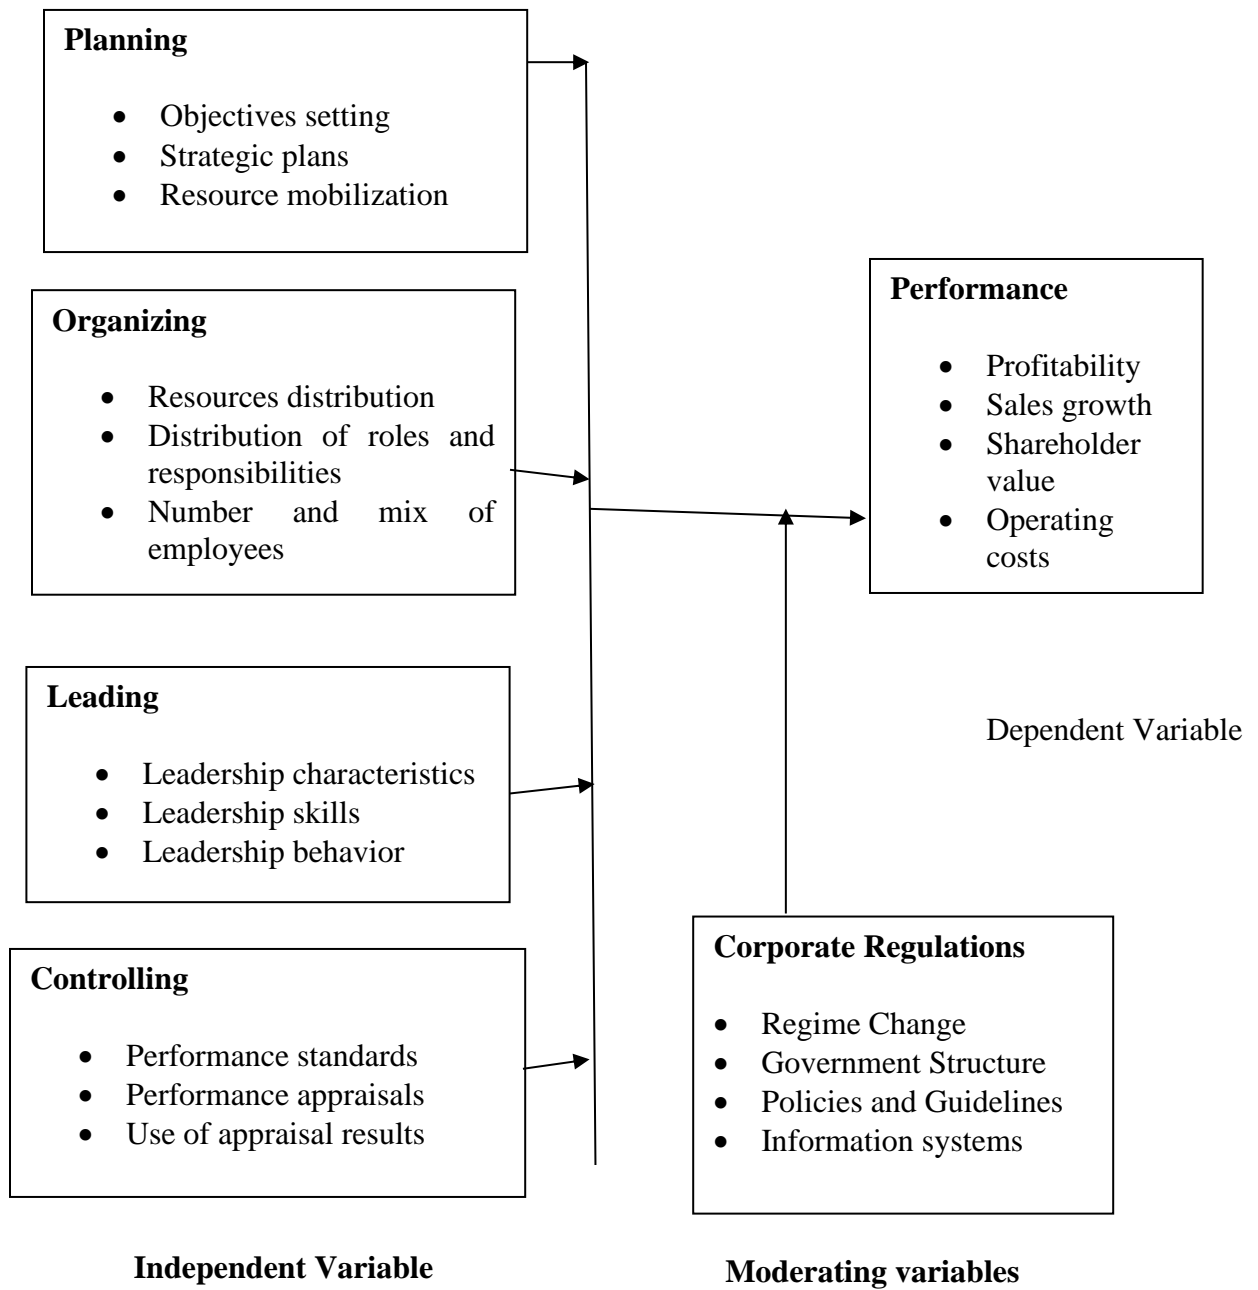 Planning
• Objectives setting
• Strategic plans
• Resource mobilization
Organizing
• Resources distribution
• Distribution of roles and
responsibilities
• Number and mix of
employees
Leading
• Leadership characteristics
• Leadership skills
• Leadership behavior
Controlling
• Performance standards
• Performance appraisals
• Use of appraisal results
Independent Variable
Performance
• Profitability
• Sales growth
• Shareholder
value
• Operating
costs
Dependent Variable
Corporate Regulations
• Regime Change
• Government Structure
• Policies and Guidelines
• Information systems
Moderating variables